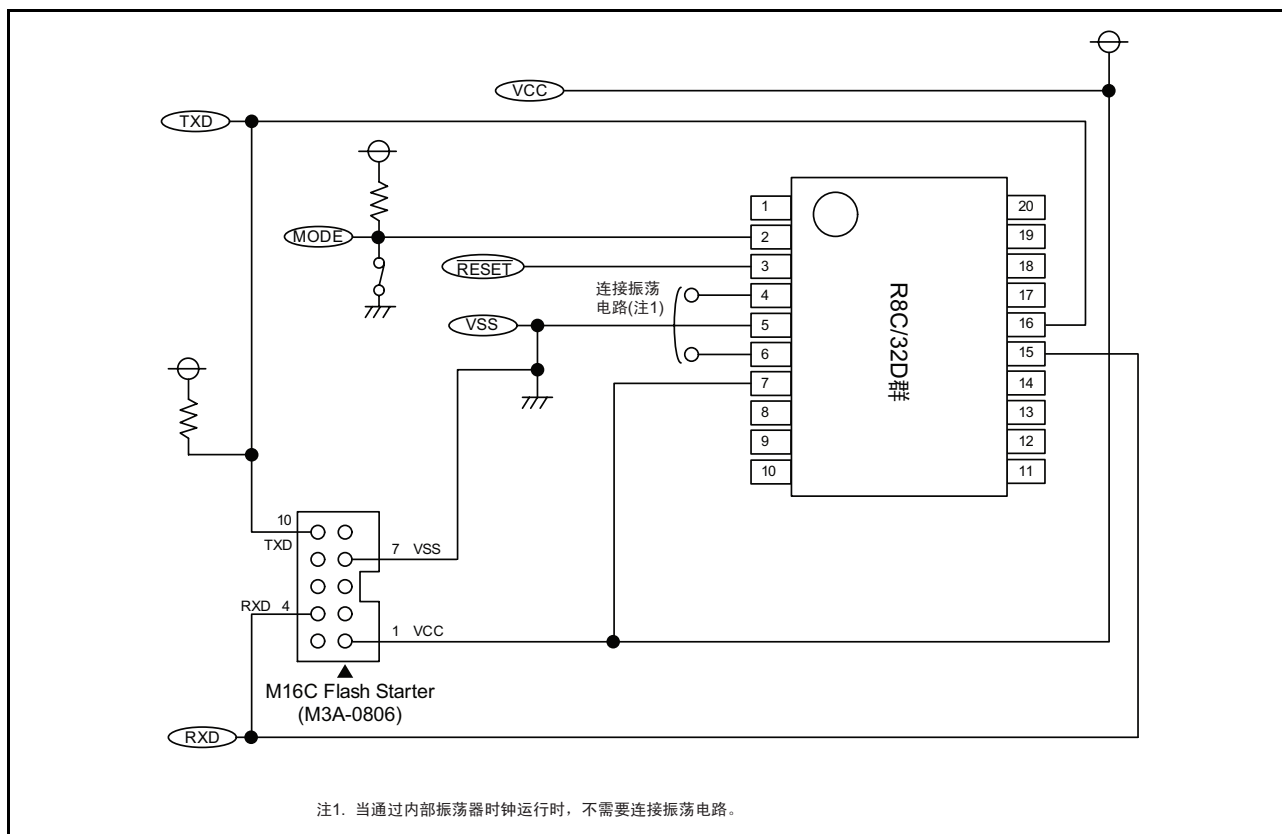 VCC
TXD
MODE
RESET
连接振荡
电路(注1)
VSS
1
2
3
4
5
6
7
8
9
10
R8C/32D群
20
19
18
17
16
15
14
13
12
11
10
TXD
7 VSS
RXD 4
1 VCC
M16C Flash Starter
(M3A-0806)
RXD
注1. 当通过内部振荡器时钟运行时，不需要连接振荡电路。